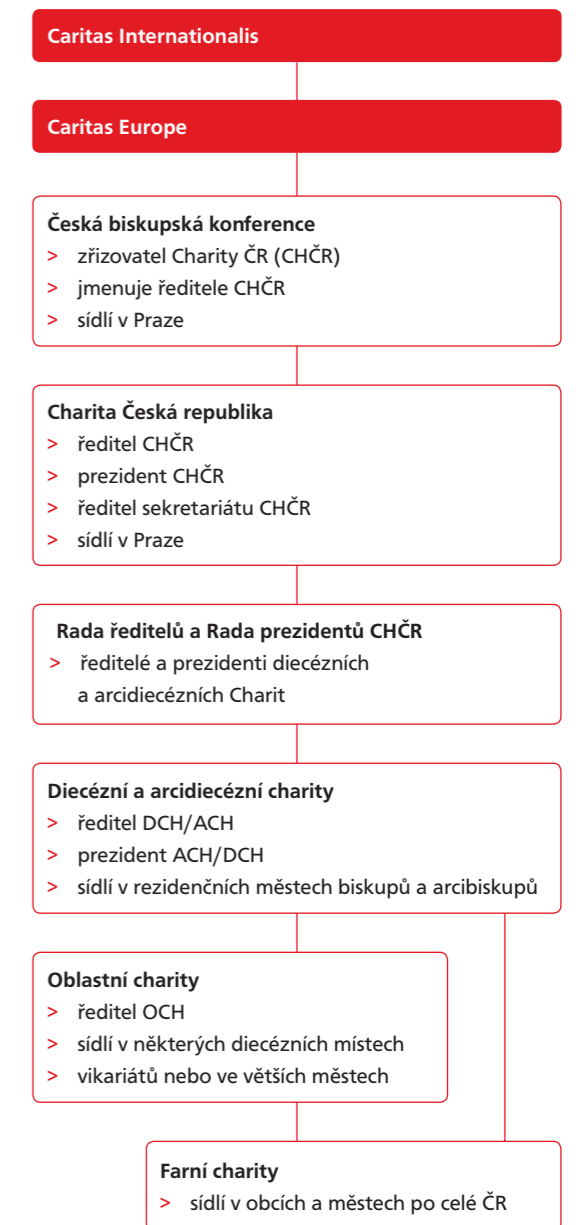 Caritas Internationalis
Caritas Europe
Česká biskupská konference
> zřizovatel Charity ČR (CHČR)
> jmenuje ředitele CHČR
> sídlí v Praze
Charita Česká republika
> ředitel CHČR
> prezident CHČR
> ředitel sekretariátu CHČR
> sídlí v Praze
Rada ředitelů a Rada prezidentů CHČR
> ředitelé a prezidenti diecézních
a arcidiecézních Charit
Diecézní a arcidiecézní charity
> ředitel DCH/ACH
> prezident ACH/DCH
> sídlí v rezidenčních městech biskupů a arcibiskupů
Oblastní charity
> ředitel OCH
> sídlí v některých diecézních místech
> vikariátů nebo ve větších městech
Farní charity
> sídlí v obcích a městech po celé ČR